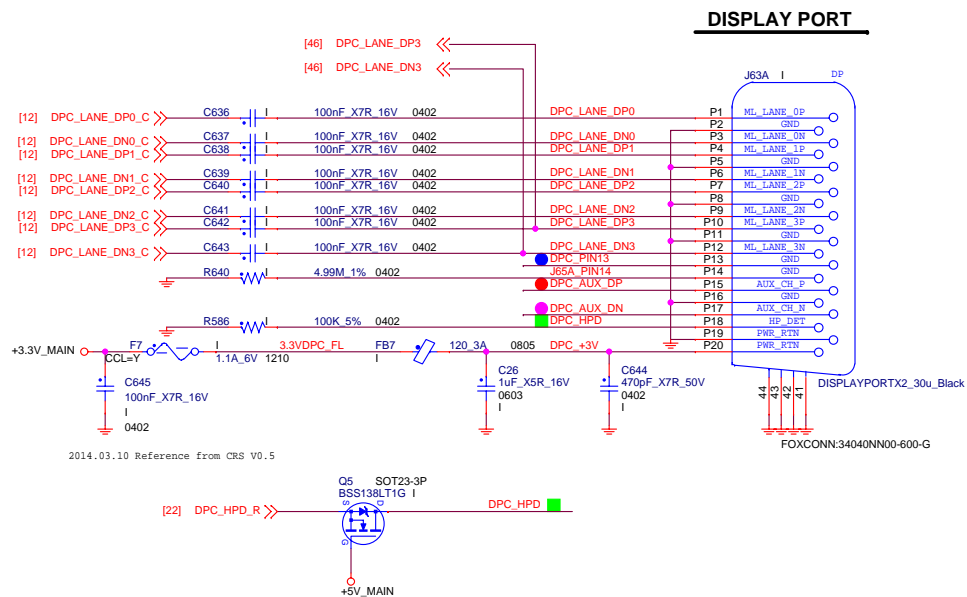 DISPLAY PORT
[46] DPC_LANE_DP3
[46] DPC_LANE_DN3
J63A I DP
[12] DPC_LANE_DP0_C C636 I 100nF_X7R_16V 0402 DPC_LANE_DP0 P1 ML_LANE_0P
P2 GND
[12] DPC_LANE_DN0_C C637 I 100nF_X7R_16V 0402 DPC_LANE_DN0 P3 ML_LANE_0N
[12] DPC_LANE_DP1_C C638 I 100nF_X7R_16V 0402 DPC_LANE_DP1 P4 ML_LANE_1P
P5 GND
[12] DPC_LANE_DN1_C C639 I 100nF_X7R_16V 0402 DPC_LANE_DN1 P6 ML_LANE_1N
[12] DPC_LANE_DP2_C C640 I 100nF_X7R_16V 0402 DPC_LANE_DP2 P7 ML_LANE_2P
P8 GND
[12] DPC_LANE_DN2_C C641 I 100nF_X7R_16V 0402 DPC_LANE_DN2 P9 ML_LANE_2N
[12] DPC_LANE_DP3_C C642 I 100nF_X7R_16V 0402 DPC_LANE_DP3 P10 ML_LANE_3P
P11 GND
[12] DPC_LANE_DN3_C C643 I 100nF_X7R_16V 0402 DPC_LANE_DN3 P12 ML_LANE_3N
DPC_PIN13 P13 GND
R640 I 4.99M_1% 0402 J65A_PIN14 P14 GND
DPC_AUX_DP P15 AUX_CH_P
P16 GND
DPC_AUX_DN P17 AUX_CH_N
R586 I 100K_5% 0402 DPC_HPD P18 HP_DET
P19 PWR_RTN
+3.3V_MAIN F7 I 3.3VDPC_FL FB7 120_3A 0805 DPC_+3V P20 PWR_RTN
CCL=Y 1.1A_6V 1210 I
C645
100nF_X7R_16V
I
0402
C26
1uF_X5R_16V
0603
I
C644
470pF_X7R_50V
0402
I
DISPLAYPORTX2_30u_Black
44 43 42 41
FOXCONN:34040NN00-600-G
2014.03.10 Reference from CRS V0.5
Q5 SOT23-3P
BSS138LT1G I
[22] DPC_HPD_R S D DPC_HPD
G
+5V_MAIN